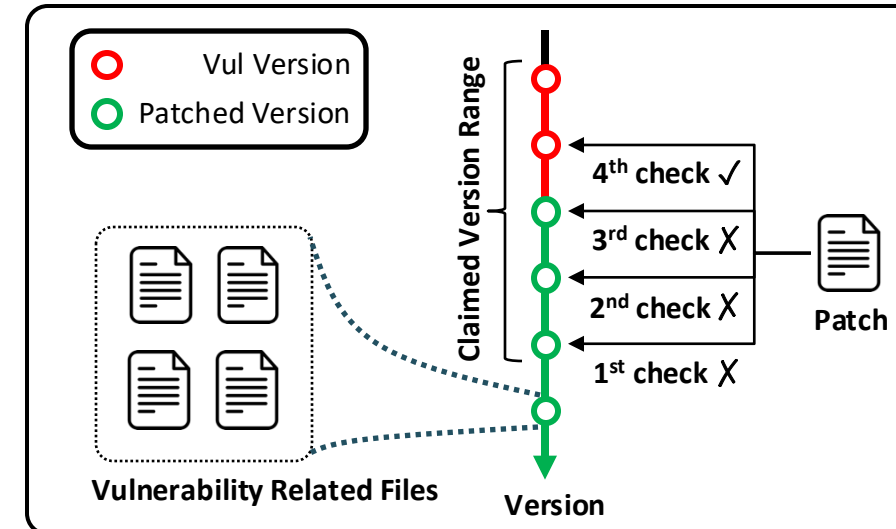 Vul Version
Patched Version
Claimed Version Range
4th check ✓
3rd check ✗
2nd check ✗
1st check ✗
Patch
Vulnerability Related Files
Version